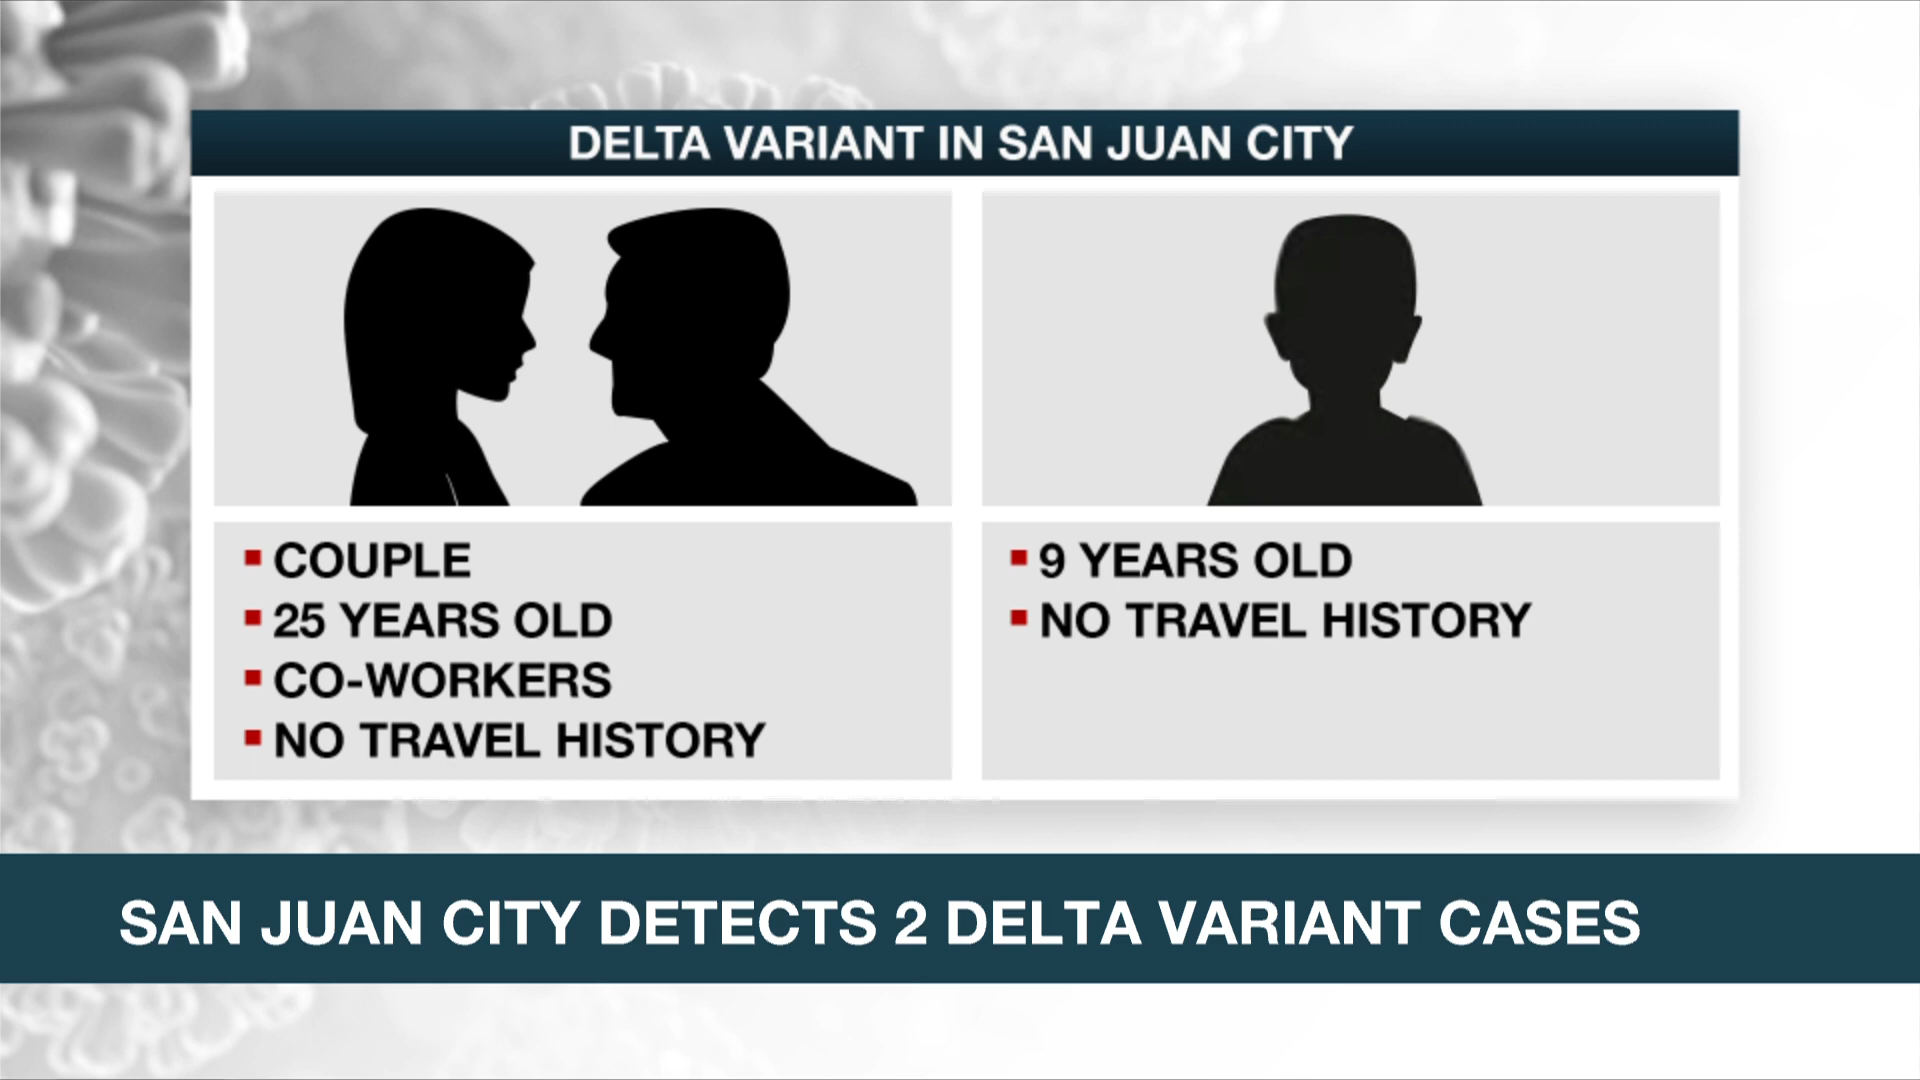 DELTA VARIANT IN SAN JUAN CITY
COUPLE
25 YEARS OLD
CO-WORKERS
NO TRAVEL HISTORY
9 YEARS OLD
NO TRAVEL HISTORY
SAN JUAN CITY DETECTS 2 DELTA VARIANT CASES